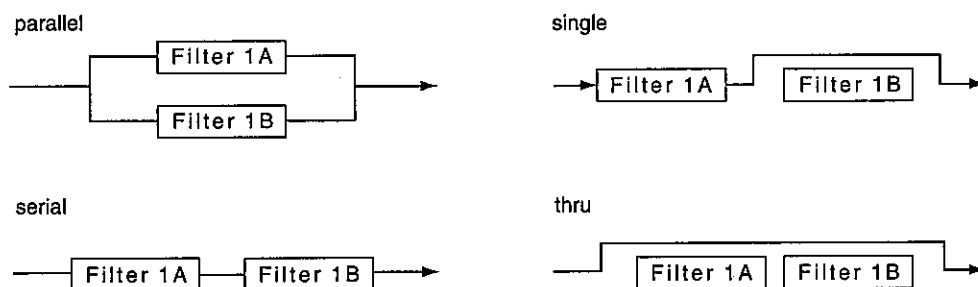 parallel
Filter 1A
Filter 1B
single
Filter 1A
Filter 1B
serial
Filter 1A
Filter 1B
thru
Filter 1A
Filter 1B